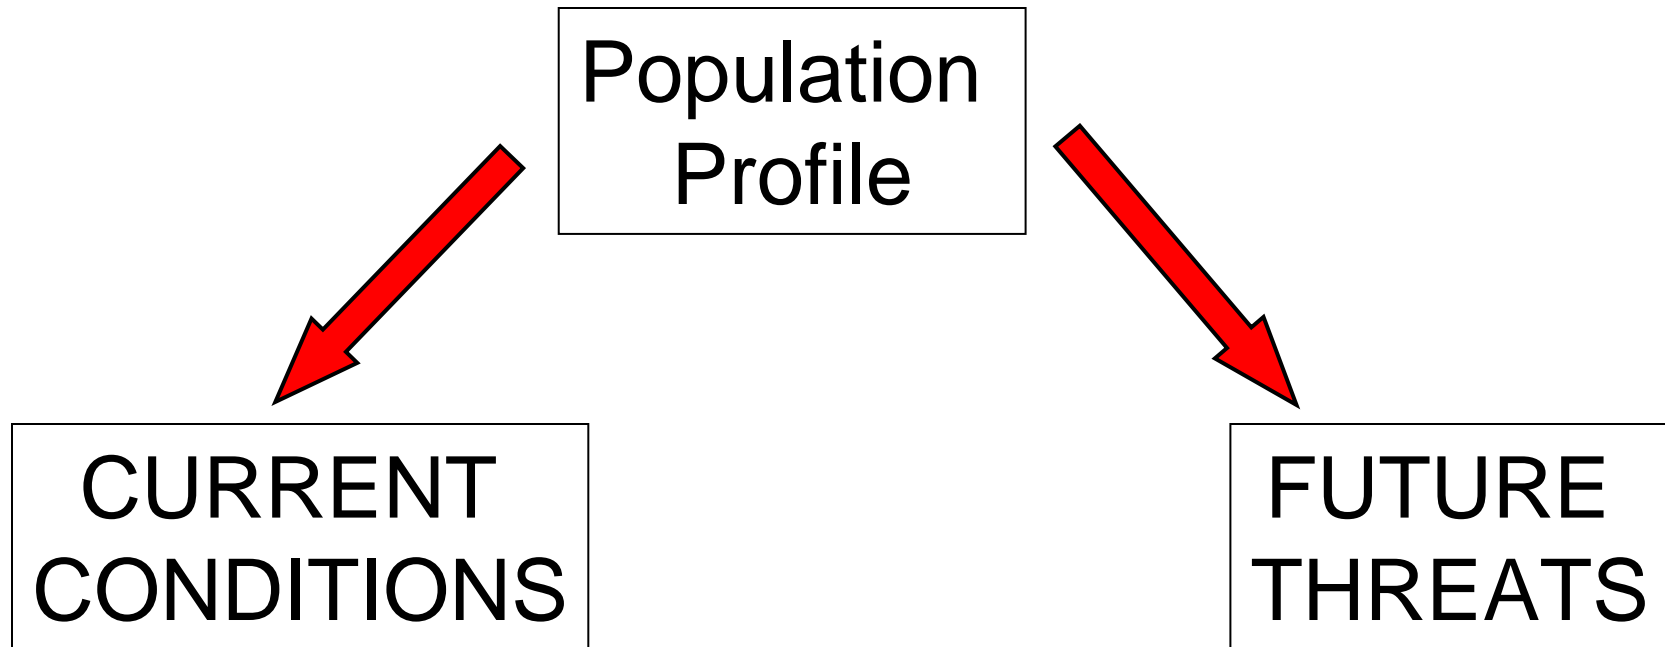 Population
Profile
CURRENT
CONDITIONS
FUTURE
THREATS